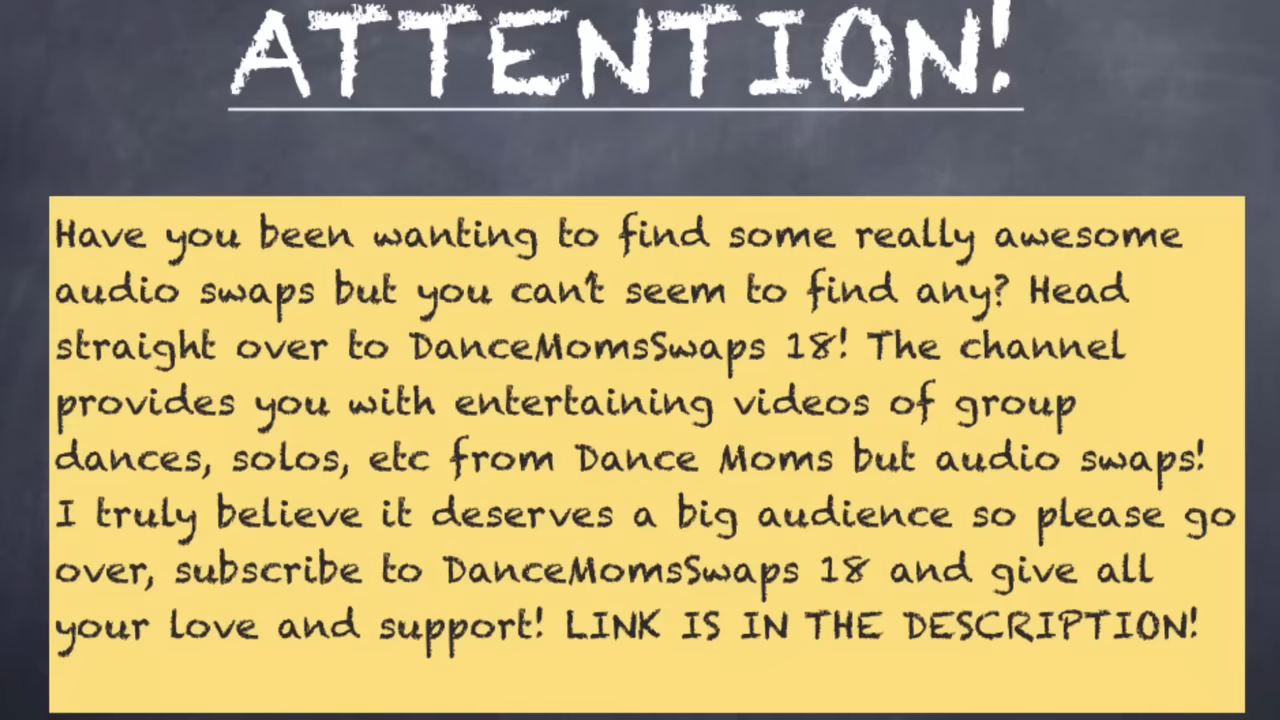 ATTENTION!
Have you been wanting to find some really awesome
audio swaps but you can't seem to find any? Head
straight over to DanceMomsSwaps 18! The channel
provides you with entertaining videos of group
dances, solos, etc from Dance Moms but audio swaps!
I truly believe it deserves a big audience so please go
over, subscribe to DanceMomsSwaps 18 and give all
your love and support! LINK IS IN THE DESCRIPTION!